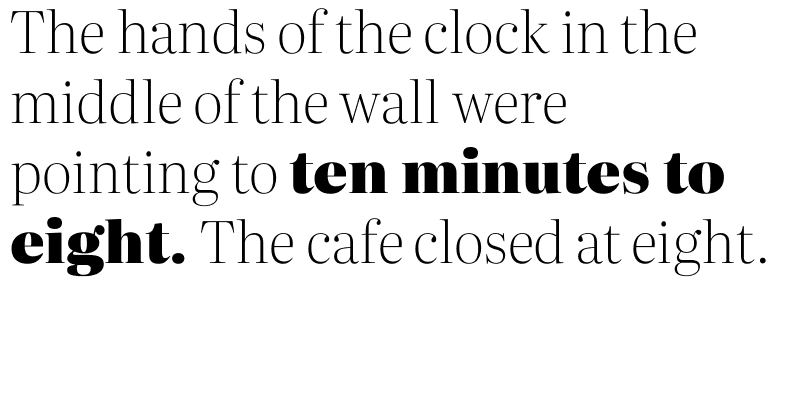 The hands of the clock in the
middle of the wall were
pointing to ten minutes to
eight. The cafe closed at eight.